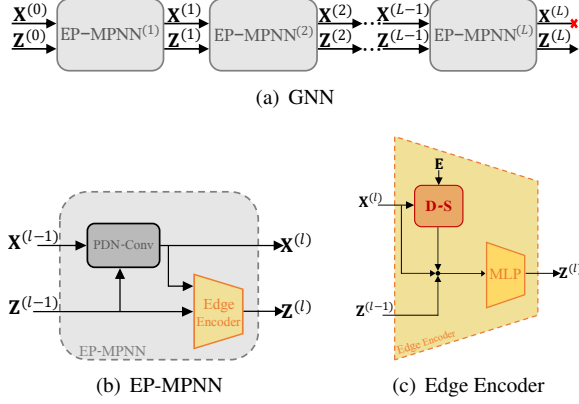 X^(0) X^(1) X^(2) X^(L−1) X^(L)
EP−MPNN^(1) EP−MPNN^(2) ... EP−MPNN^(L)
Z^(0) Z^(1) Z^(2) Z^(L−1) Z^(L)
(a) GNN
X^(l−1) PDN-Conv X^(l)
Z^(l−1) Edge Encoder Z^(l)
EP-MPNN
(b) EP-MPNN
E
X^(l) D-S
MLP Z^(l)
Z^(l−1)
Edge Encoder
(c) Edge Encoder